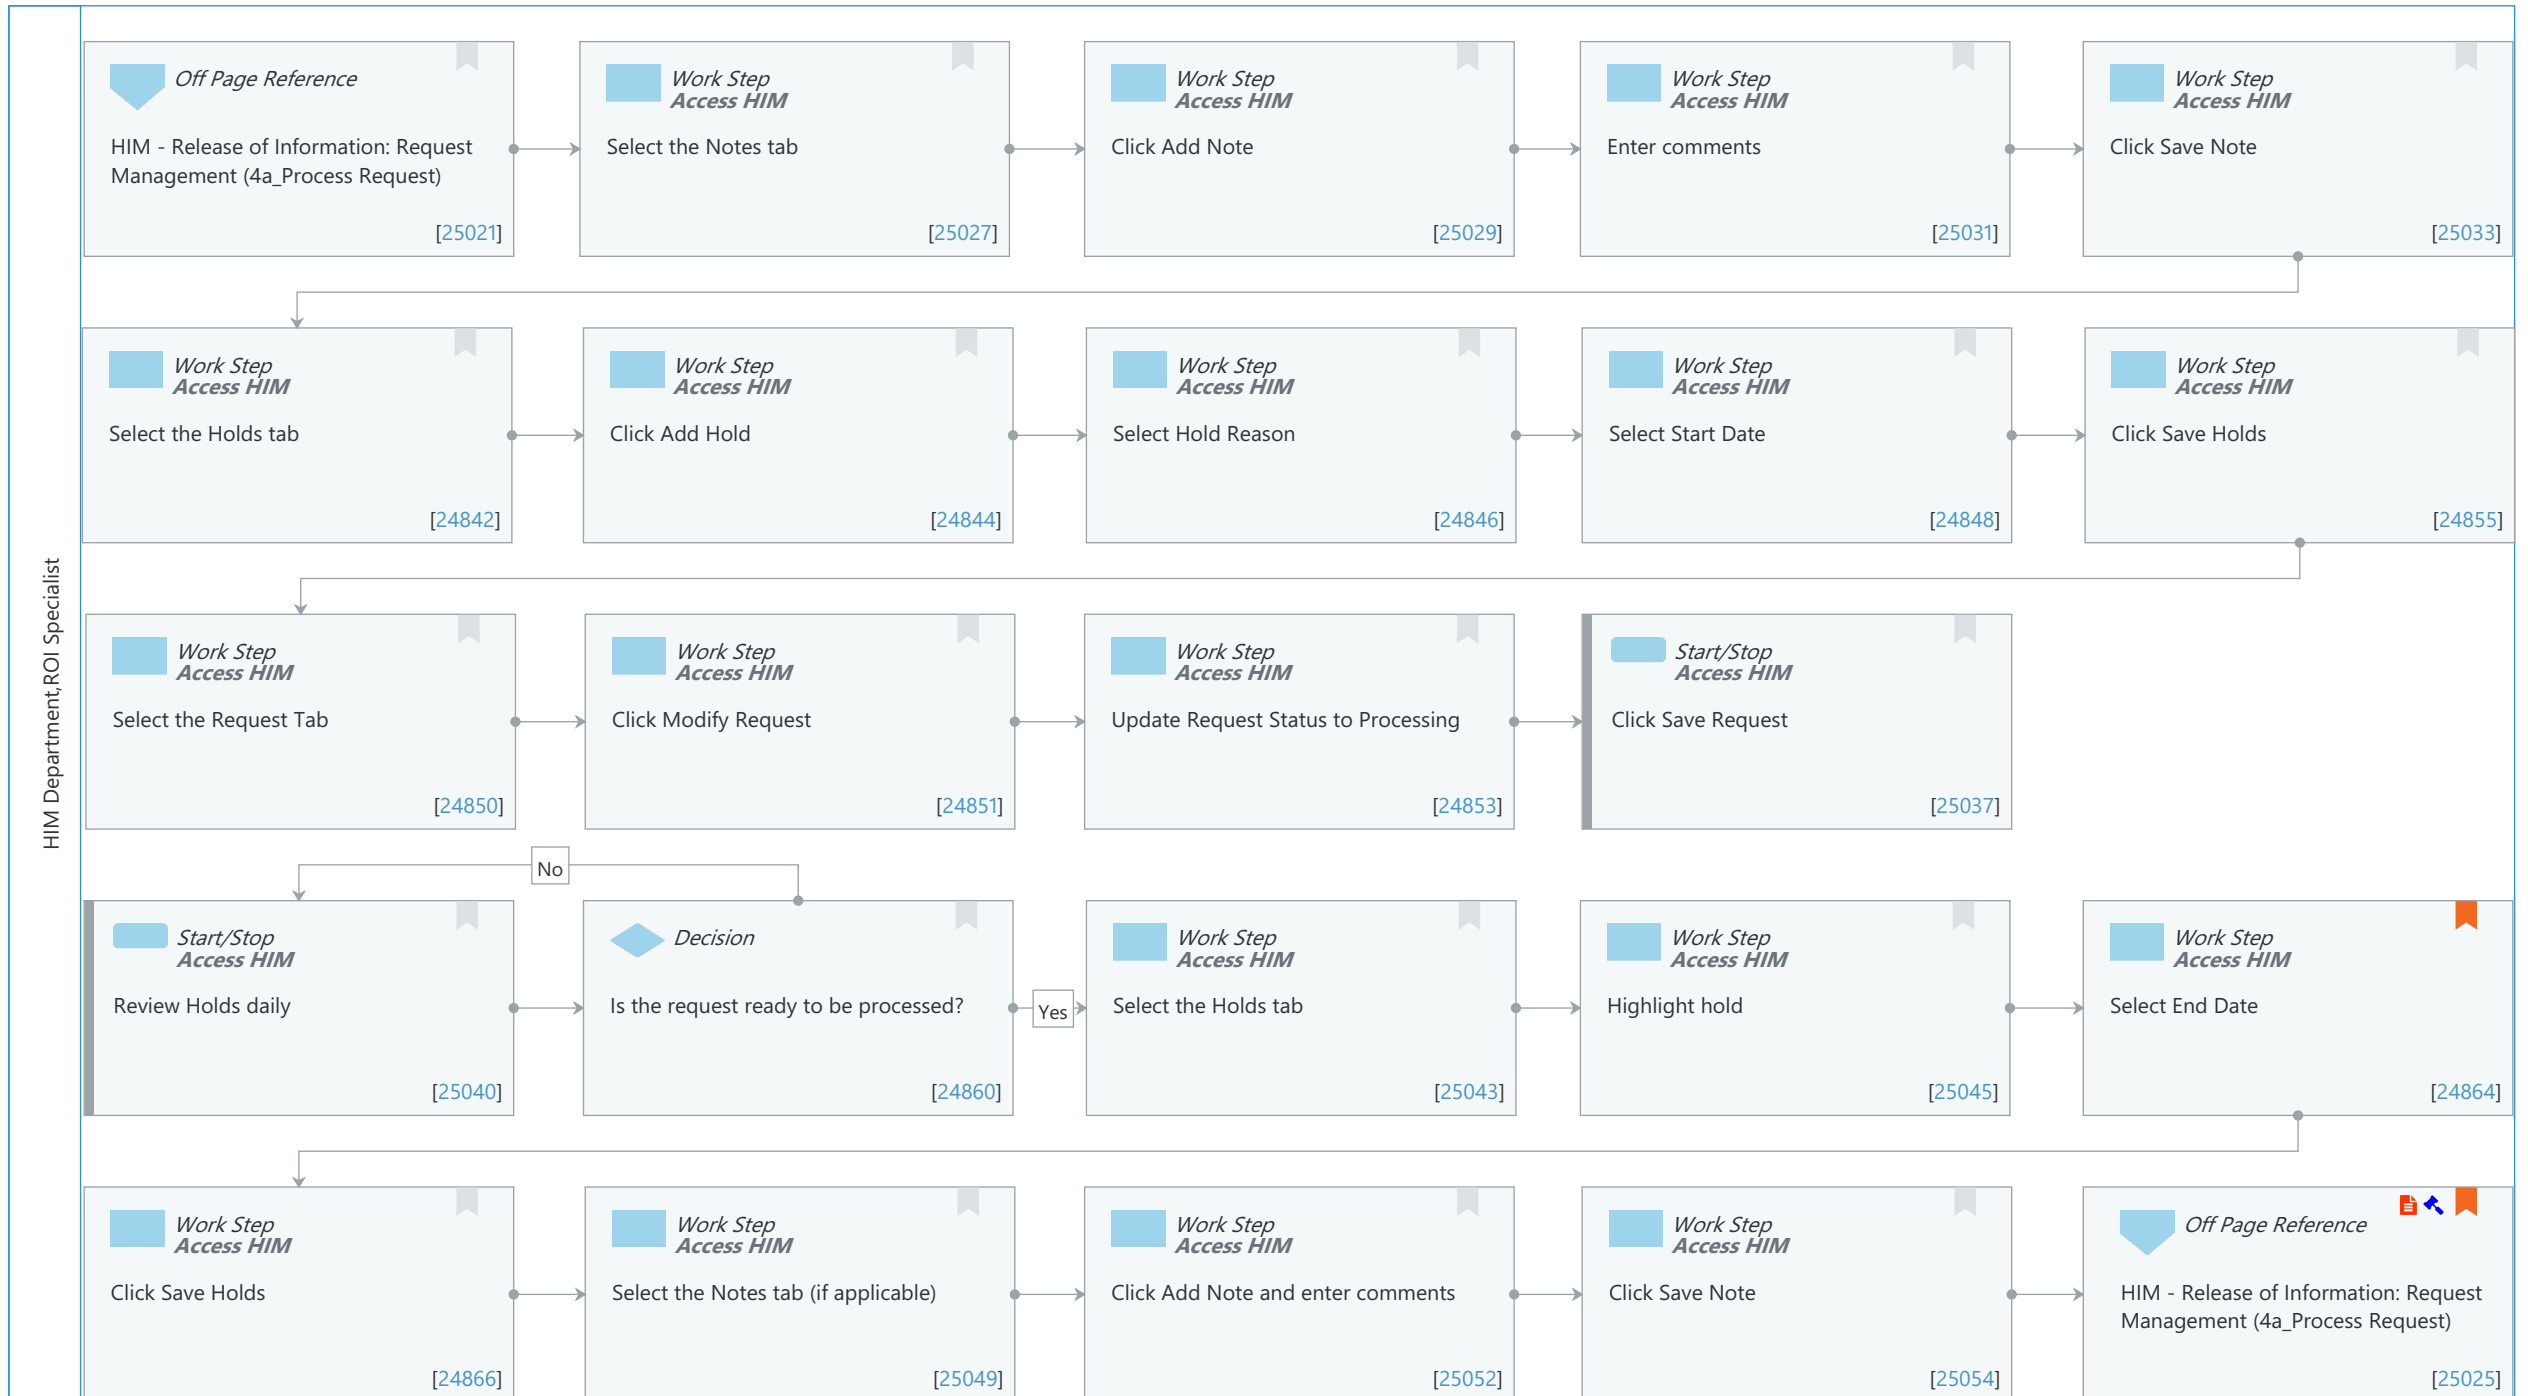 HIM Department,ROI Specialist
Off Page Reference
HIM - Release of Information: Request
Management (4a_Process Request)
[25021]
Work Step
Access HIM
Select the Notes tab
[25027]
Work Step
Access HIM
Click Add Note
[25029]
Work Step
Access HIM
Enter comments
[25031]
Work Step
Access HIM
Click Save Note
[25033]
Work Step
Access HIM
Select the Holds tab
[24842]
Work Step
Access HIM
Click Add Hold
[24844]
Work Step
Access HIM
Select Hold Reason
[24846]
Work Step
Access HIM
Select Start Date
[24848]
Work Step
Access HIM
Click Save Holds
[24855]
Work Step
Access HIM
Select the Request Tab
[24850]
Work Step
Access HIM
Click Modify Request
[24851]
Work Step
Access HIM
Update Request Status to Processing
[24853]
Start/Stop
Access HIM
Click Save Request
[25037]
No
Start/Stop
Access HIM
Review Holds daily
[25040]
Decision
Is the request ready to be processed?
[24860]
Yes
Work Step
Access HIM
Select the Holds tab
[25043]
Work Step
Access HIM
Highlight hold
[25045]
Work Step
Access HIM
Select End Date
[24864]
Work Step
Access HIM
Click Save Holds
[24866]
Work Step
Access HIM
Select the Notes tab (if applicable)
[25049]
Work Step
Access HIM
Click Add Note and enter comments
[25052]
Work Step
Access HIM
Click Save Note
[25054]
Off Page Reference
HIM - Release of Information: Request
Management (4a_Process Request)
[25025]